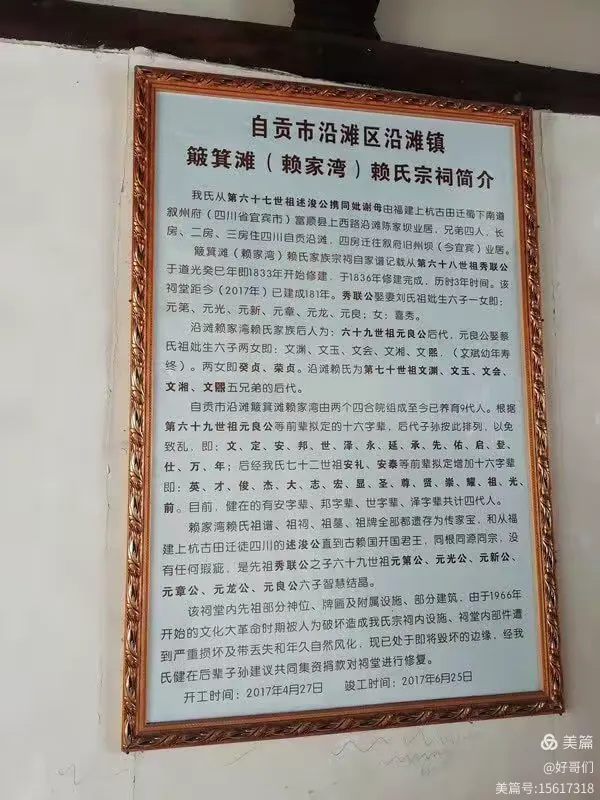 自贡市沿滩区沿滩镇
簸箕滩（赖家湾）赖氏宗祠简介
我氏从第六十七世祖述浚公携同妣谢母由福建上杭古田迁蜀下南道
叙州府（四川省宜宾市）富顺县上西路沿滩陈家坝业居，兄弟四人，长
房、二房、三房住四川自贡沿滩，四房迁往叙府旧州坝（今宜宾）业居。
簸箕滩（赖家湾）赖氏家族宗祠自家谱记载从第六十八世祖秀联公
于道光癸巳年即1833年开始修建，于1836年修建完成，历时3年时间。该
祠堂距今（2017年）已建成181年。秀联公娶妻刘氏祖妣生六子一女即：
元第、元光、元新、元章、元龙、元良；女：喜秀。
沿滩赖家湾赖氏家族后人为：六十九世祖元良公后代，元良公娶蔡
氏祖妣生六子两女即：文渊、文玉、文会、文湘、文熙，（文斌幼年寿
终）。两女即癸贞、荣贞。沿滩赖氏为第七十世祖文渊、文玉、文会、
文湘、文熙五兄弟的后代。
自贡市沿滩簸箕滩赖家湾由两个四合院组成至今已养育9代人。根据
第六十九世祖元良公等前辈拟定的十六字辈，后代子孙按此排列，以免
致乱，即：文、定、安、邦、世、泽、永、延、承、先、佑、启、登、
仕、万、年；后经我氏七十二世祖安礼、安泰等前辈拟定增加十六字辈
即：英、才、俊、杰、大、志、宏、显、圣、尊、贤、崇、耀、祖、光、
前。目前，健在的有安字辈、邦字辈、世字辈、泽字辈共计四代人。
赖家湾赖氏祖谱、祖祠、祖墓、祖牌全部都遗存为传家宝，和从福
建上杭古田迁徒四川的述浚公直到古赖国开国君王，同根同源同宗，没
有任何瑕疵，是先祖秀联公之子六十九世祖元第公、元光公、元新公、
元章公、元龙公、元良公六子智慧结晶。
该祠堂内先祖部分神位、牌匾及附属设施、部分建筑，由于1966年
开始的文化大革命时期被人为破坏造成我氏宗祠内设施、祠堂内部件遭
到严重损坏及带丢失和年久自然风化，现已处于即将毁坏的边缘，经我
氏健在后辈子孙建议共同集资捐款对祠堂进行修复。
开工时间：2017年4月27日 竣工时间：2017年6月25日
美篇
@好哥们
美篇号:15617318